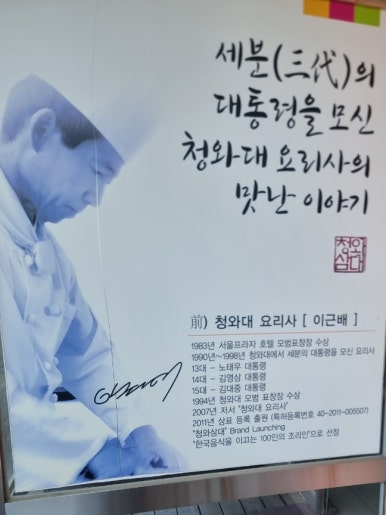 세분(三代)의
대통령을 모신
청와대 요리사의
맛난 이야기
청와
삼대
前) 청와대 요리사 [ 이근배 ]
1983년 서울프라자 호텔 모범표창장 수상
1990년~1998년 청와대에서 세분의 대통령을 모신 요리사
13대 - 노태우 대통령
14대 - 김영삼 대통령
15대 - 김대중 대통령
1994년 청와대 모범 표창장 수상
2007년 저서 "청와대 요리사"
2011년 상표 등록 출원 (특허등록번호 40-2011-005507)
"청와삼대" Brand Launching
"한국음식을 이끄는 100인의 조리인"으로 선정